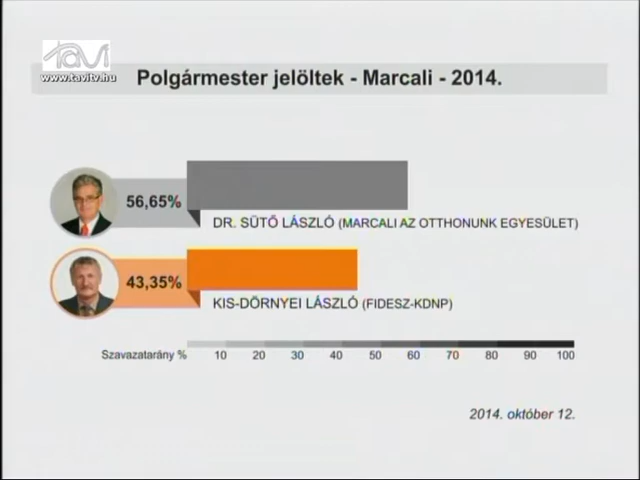 TáVI
www.tavitv.hu
Polgármester jelöltek - Marcali - 2014.
56,65%
DR. SÜTŐ LÁSZLÓ (MARCALI AZ OTTHONUNK EGYESÜLET)
43,35%
KIS-DÖRNYEI LÁSZLÓ (FIDESZ-KDNP)
Szavazatarány % 10 20 30 40 50 60 70 80 90 100
2014. október 12.